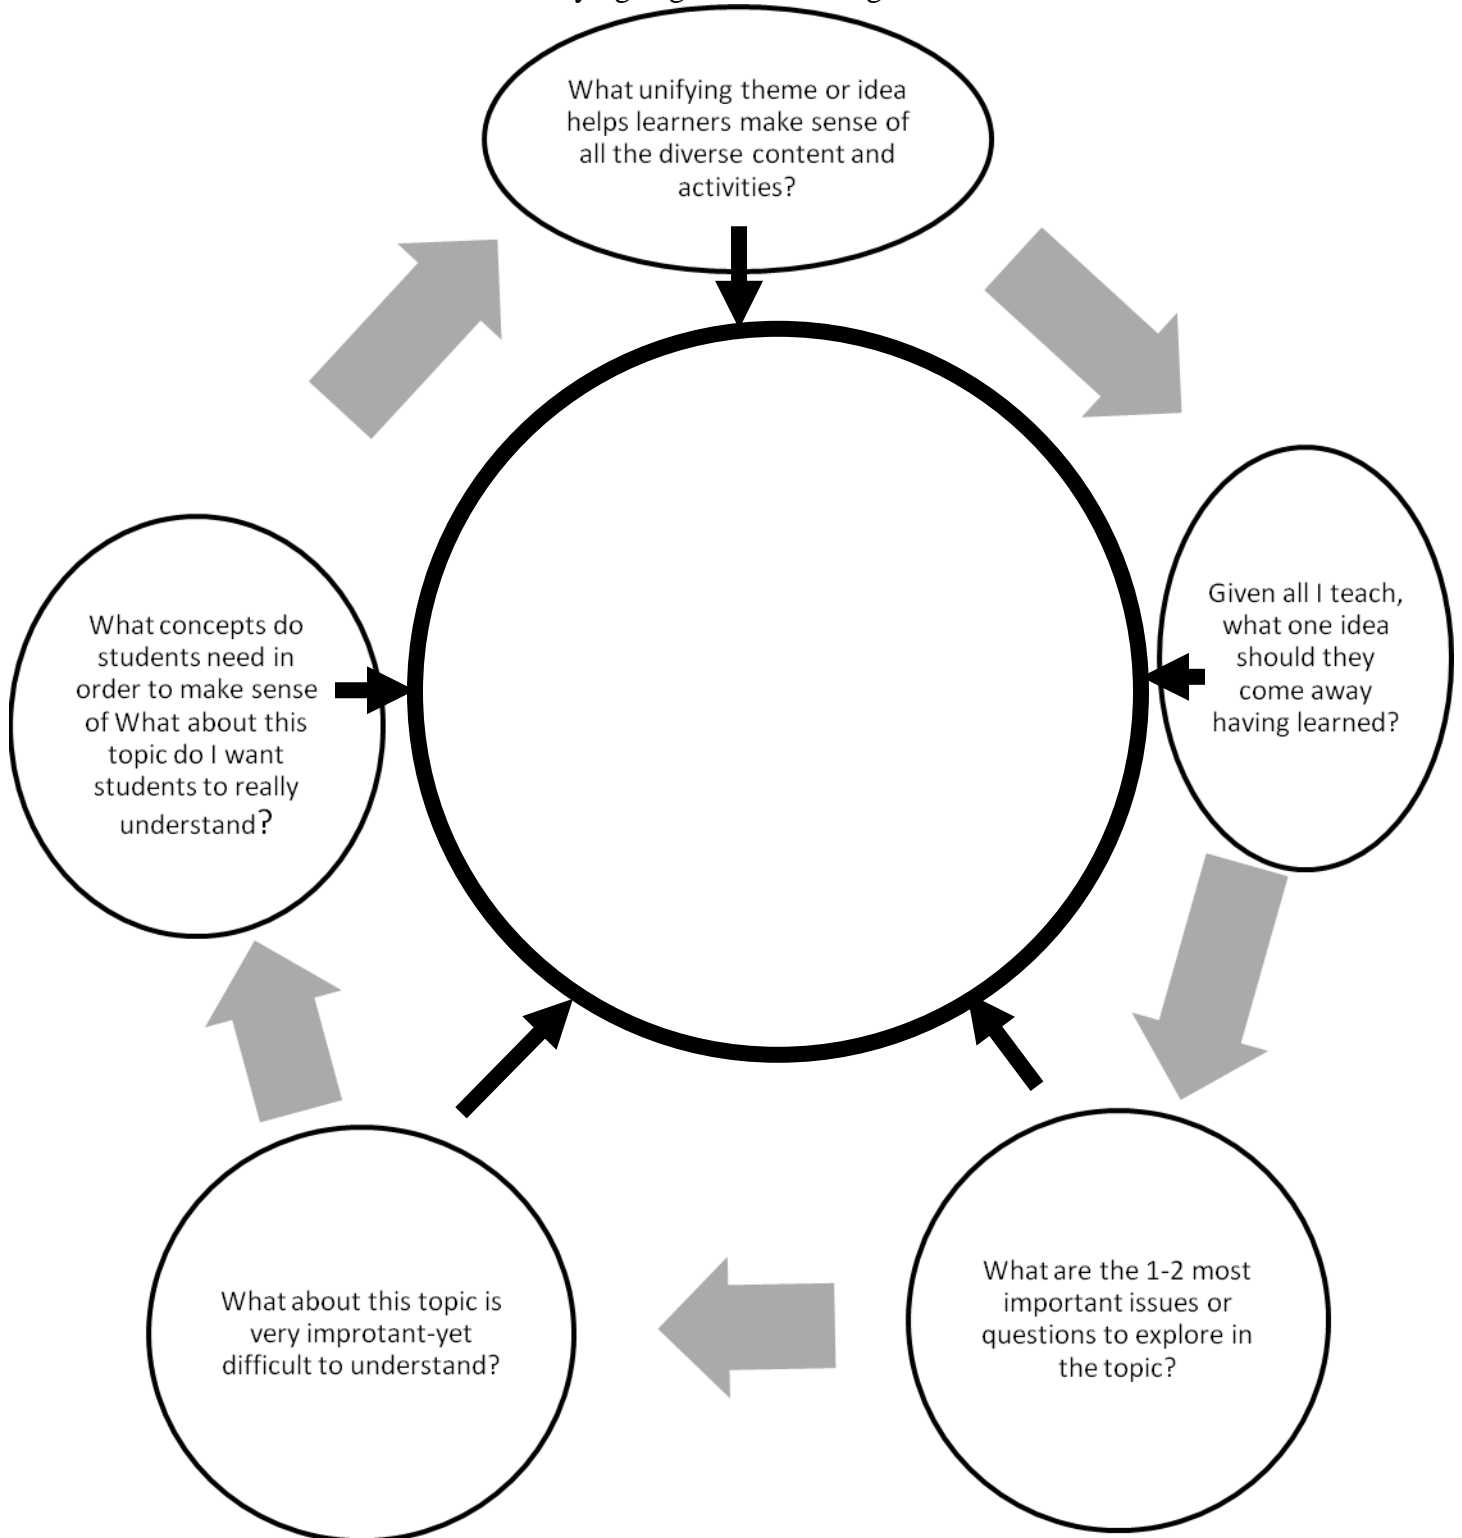 What unifying theme or idea
helps learners make sense of
all the diverse content and
activities?
Given all I teach,
what one idea
should they
come away
having learned?
What concepts do
students need in
order to make sense
of What about this
topic do I want
students to really
understand?
What are the 1-2 most
important issues or
questions to explore in
the topic?
What about this topic is
very improtant-yet
difficult to understand?